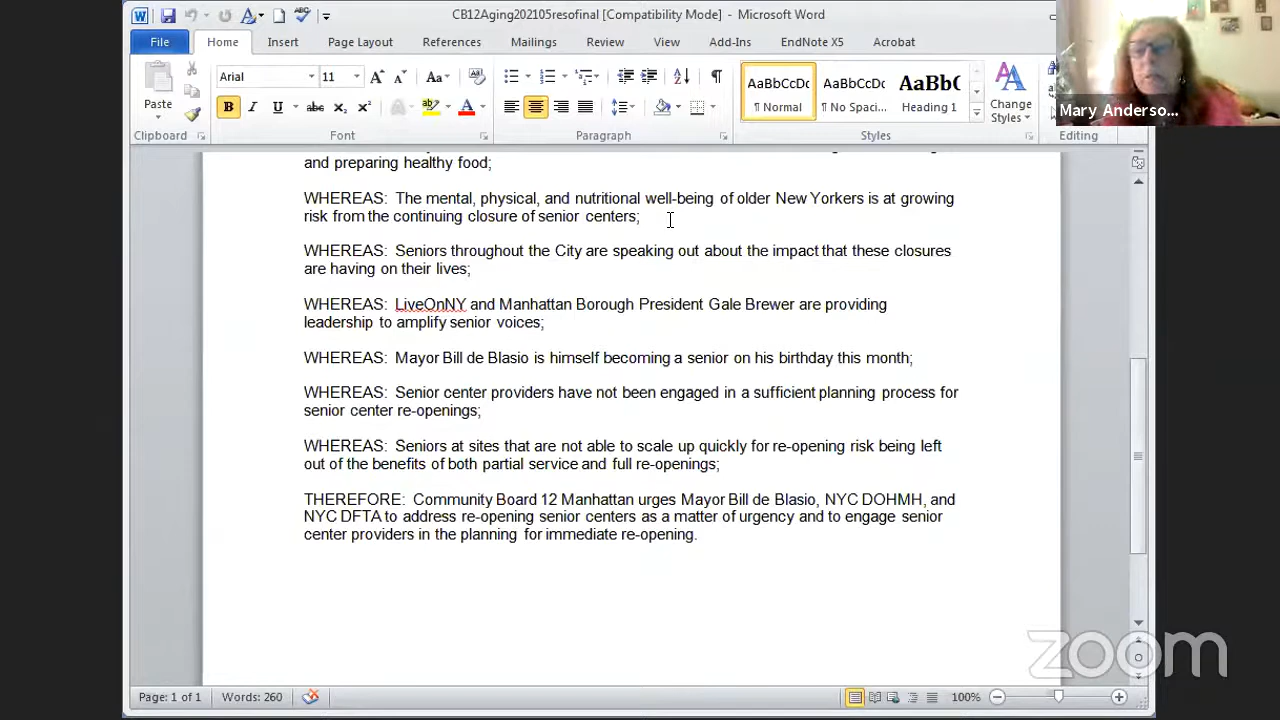 CB12Aging202105resofinal [Compatibility Mode] - Microsoft Word
File Home Insert Page Layout References Mailings Review View Add-Ins EndNote X5 Acrobat
Arial 11
Paste
AaBbCcDc AaBbCcDc AaBbC
¶ Normal ¶ No Spaci... Heading 1
Change Styles
Clipboard Font Paragraph Styles Editing
Mary Anderso...
and preparing healthy food;
WHEREAS: The mental, physical, and nutritional well-being of older New Yorkers is at growing
risk from the continuing closure of senior centers;
WHEREAS: Seniors throughout the City are speaking out about the impact that these closures
are having on their lives;
WHEREAS: LiveOnNY and Manhattan Borough President Gale Brewer are providing
leadership to amplify senior voices;
WHEREAS: Mayor Bill de Blasio is himself becoming a senior on his birthday this month;
WHEREAS: Senior center providers have not been engaged in a sufficient planning process for
senior center re-openings;
WHEREAS: Seniors at sites that are not able to scale up quickly for re-opening risk being left
out of the benefits of both partial service and full re-openings;
THEREFORE: Community Board 12 Manhattan urges Mayor Bill de Blasio, NYC DOHMH, and
NYC DFTA to address re-opening senior centers as a matter of urgency and to engage senior
center providers in the planning for immediate re-opening.
zoom
Page: 1 of 1 Words: 260 100%